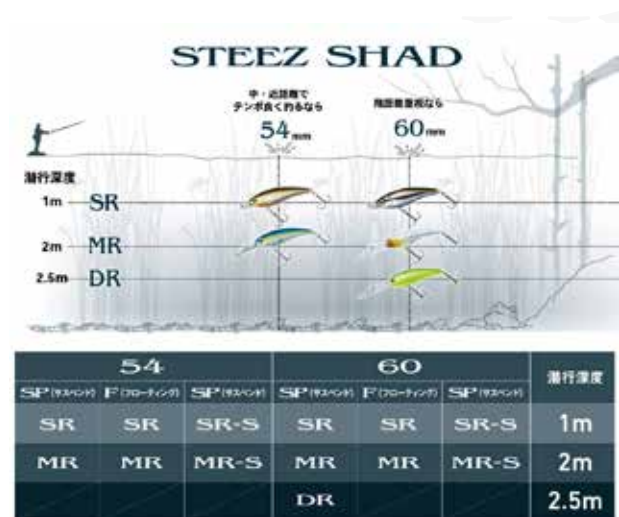 STEEZ SHAD
中・近距離で
テンポ良く釣るなら
54mm
飛距離重視なら
60mm
潜行深度
1m SR
2m MR
2.5m DR
54 60 潜行深度
SP(サスペンド) F(フローティング) SP(サスペンド) SP(サスペンド) F(フローティング) SP(サスペンド)
SR SR SR-S SR SR SR-S 1m
MR MR MR-S MR MR MR-S 2m
DR 2.5m